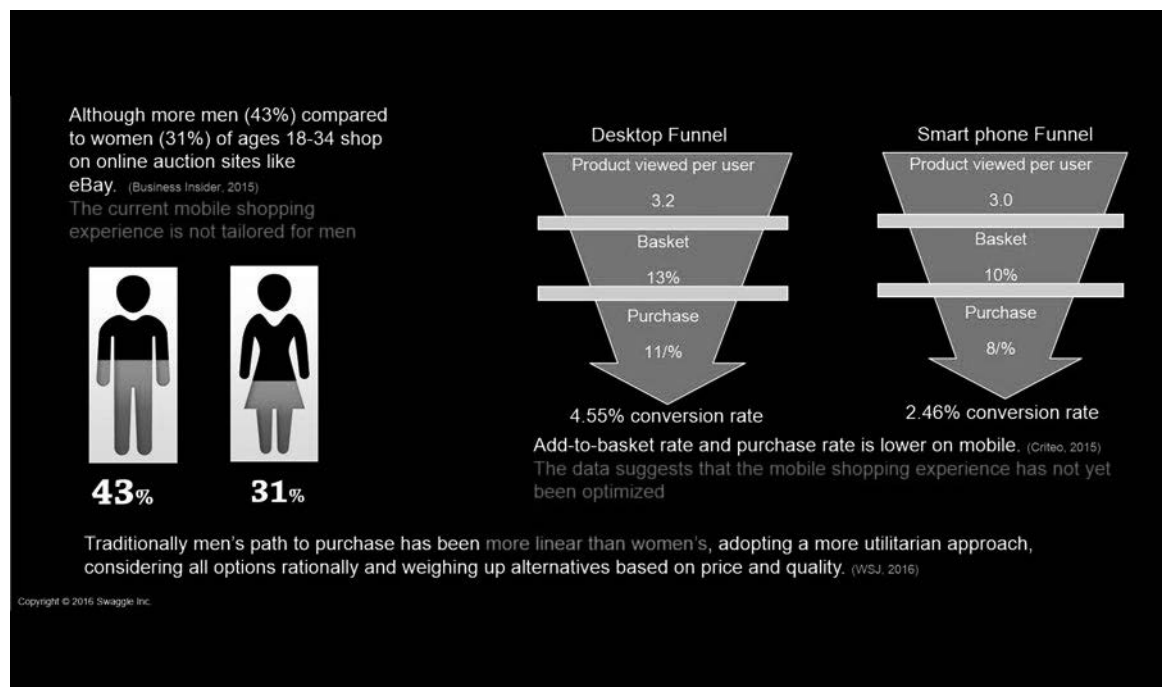 Although more men (43%) compared
to women (31%) of ages 18-34 shop
on online auction sites like
eBay. (Business Insider, 2015)
The current mobile shopping
experience is not tailored for men
43%
31%
Desktop Funnel
Product viewed per user
3.2
Basket
13%
Purchase
11/%
4.55% conversion rate
Smart phone Funnel
Product viewed per user
3.0
Basket
10%
Purchase
8/%
2.46% conversion rate
Add-to-basket rate and purchase rate is lower on mobile. (Criteo, 2015)
The data suggests that the mobile shopping experience has not yet
been optimized
Traditionally men's path to purchase has been more linear than women's, adopting a more utilitarian approach,
considering all options rationally and weighing up alternatives based on price and quality. (WSJ, 2016)
Copyright © 2016 Swaggle Inc.